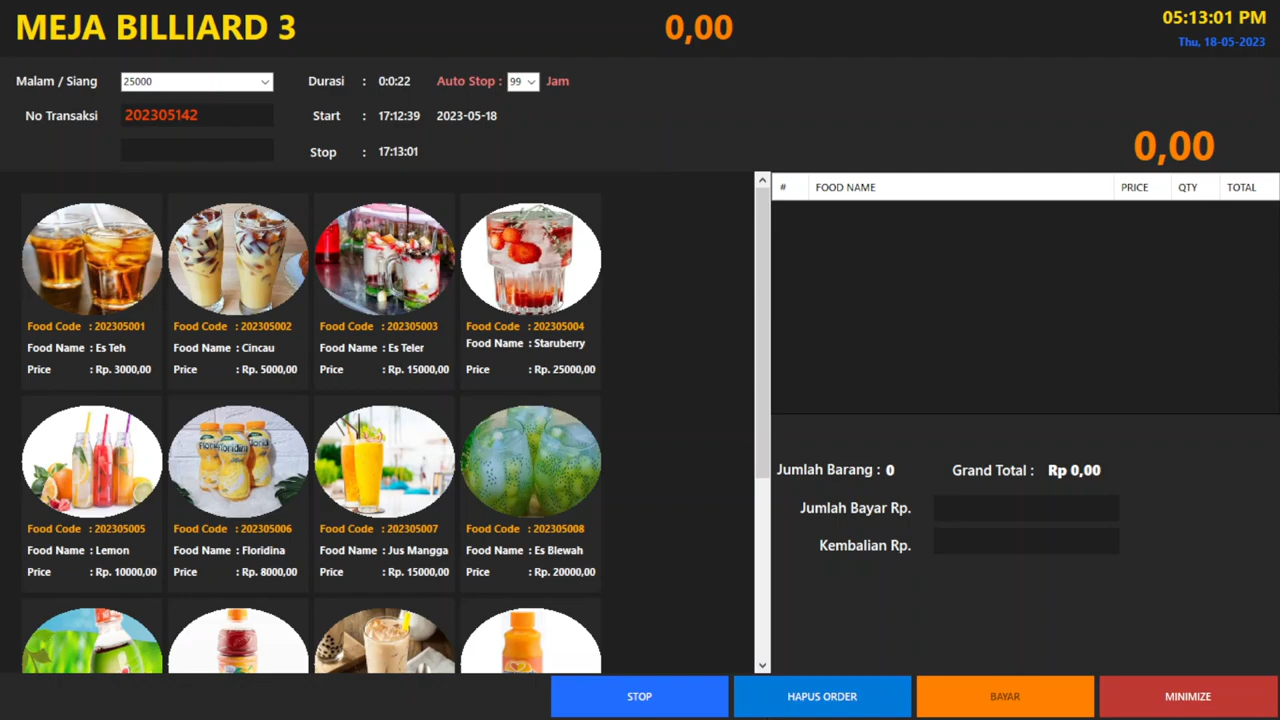 MEJA BILLIARD 3
0,00
05:13:01 PM
Thu, 18-05-2023
Malam / Siang 25000 Durasi : 0:0:22 Auto Stop : 99 Jam
No Transaksi 202305142 Start : 17:12:39 2023-05-18
Stop : 17:13:01
0,00
# FOOD NAME PRICE QTY TOTAL
Food Code : 202305001
Food Name : Es Teh
Price : Rp. 3000,00
Food Code : 202305002
Food Name : Cincau
Price : Rp. 5000,00
Food Code : 202305003
Food Name : Es Teler
Price : Rp. 15000,00
Food Code : 202305004
Food Name : Staruberry
Price : Rp. 25000,00
Food Code : 202305005
Food Name : Lemon
Price : Rp. 10000,00
floridina
Food Code : 202305006
Food Name : Floridina
Price : Rp. 8000,00
Food Code : 202305007
Food Name : Jus Mangga
Price : Rp. 15000,00
Food Code : 202305008
Food Name : Es Blewah
Price : Rp. 20000,00
Jumlah Barang : 0 Grand Total : Rp 0,00
Jumlah Bayar Rp.
Kembalian Rp.
STOP HAPUS ORDER BAYAR MINIMIZE